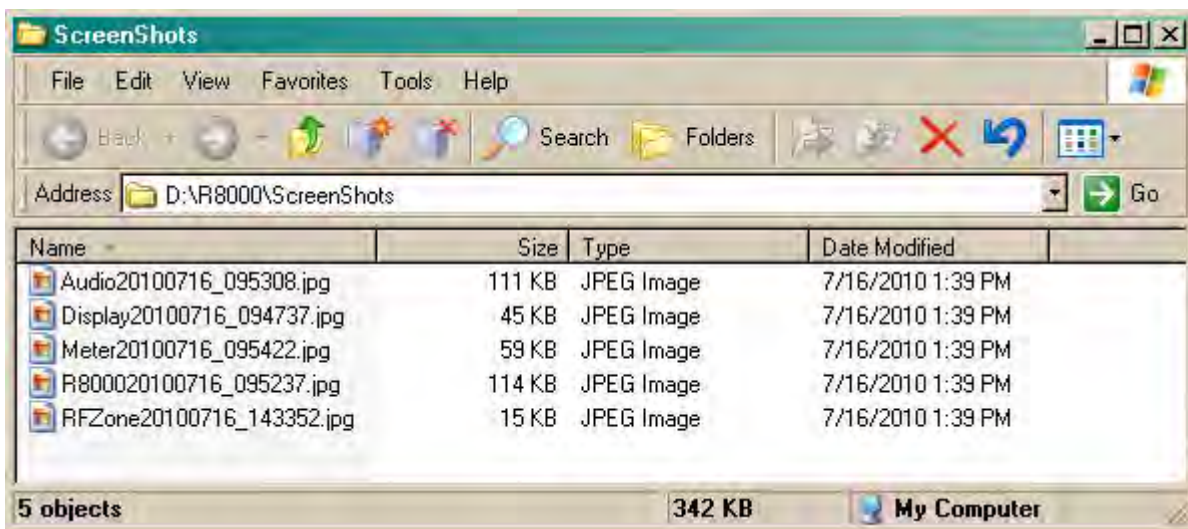 ScreenShots
File Edit View Favorites Tools Help
Back Search Folders
Address D:\R8000\ScreenShots Go
Name Size Type Date Modified
Audio20100716_095308.jpg 111 KB JPEG Image 7/16/2010 1:39 PM
Display20100716_094737.jpg 45 KB JPEG Image 7/16/2010 1:39 PM
Meter20100716_095422.jpg 59 KB JPEG Image 7/16/2010 1:39 PM
R800020100716_095237.jpg 114 KB JPEG Image 7/16/2010 1:39 PM
RFZone20100716_143352.jpg 15 KB JPEG Image 7/16/2010 1:39 PM
5 objects 342 KB My Computer